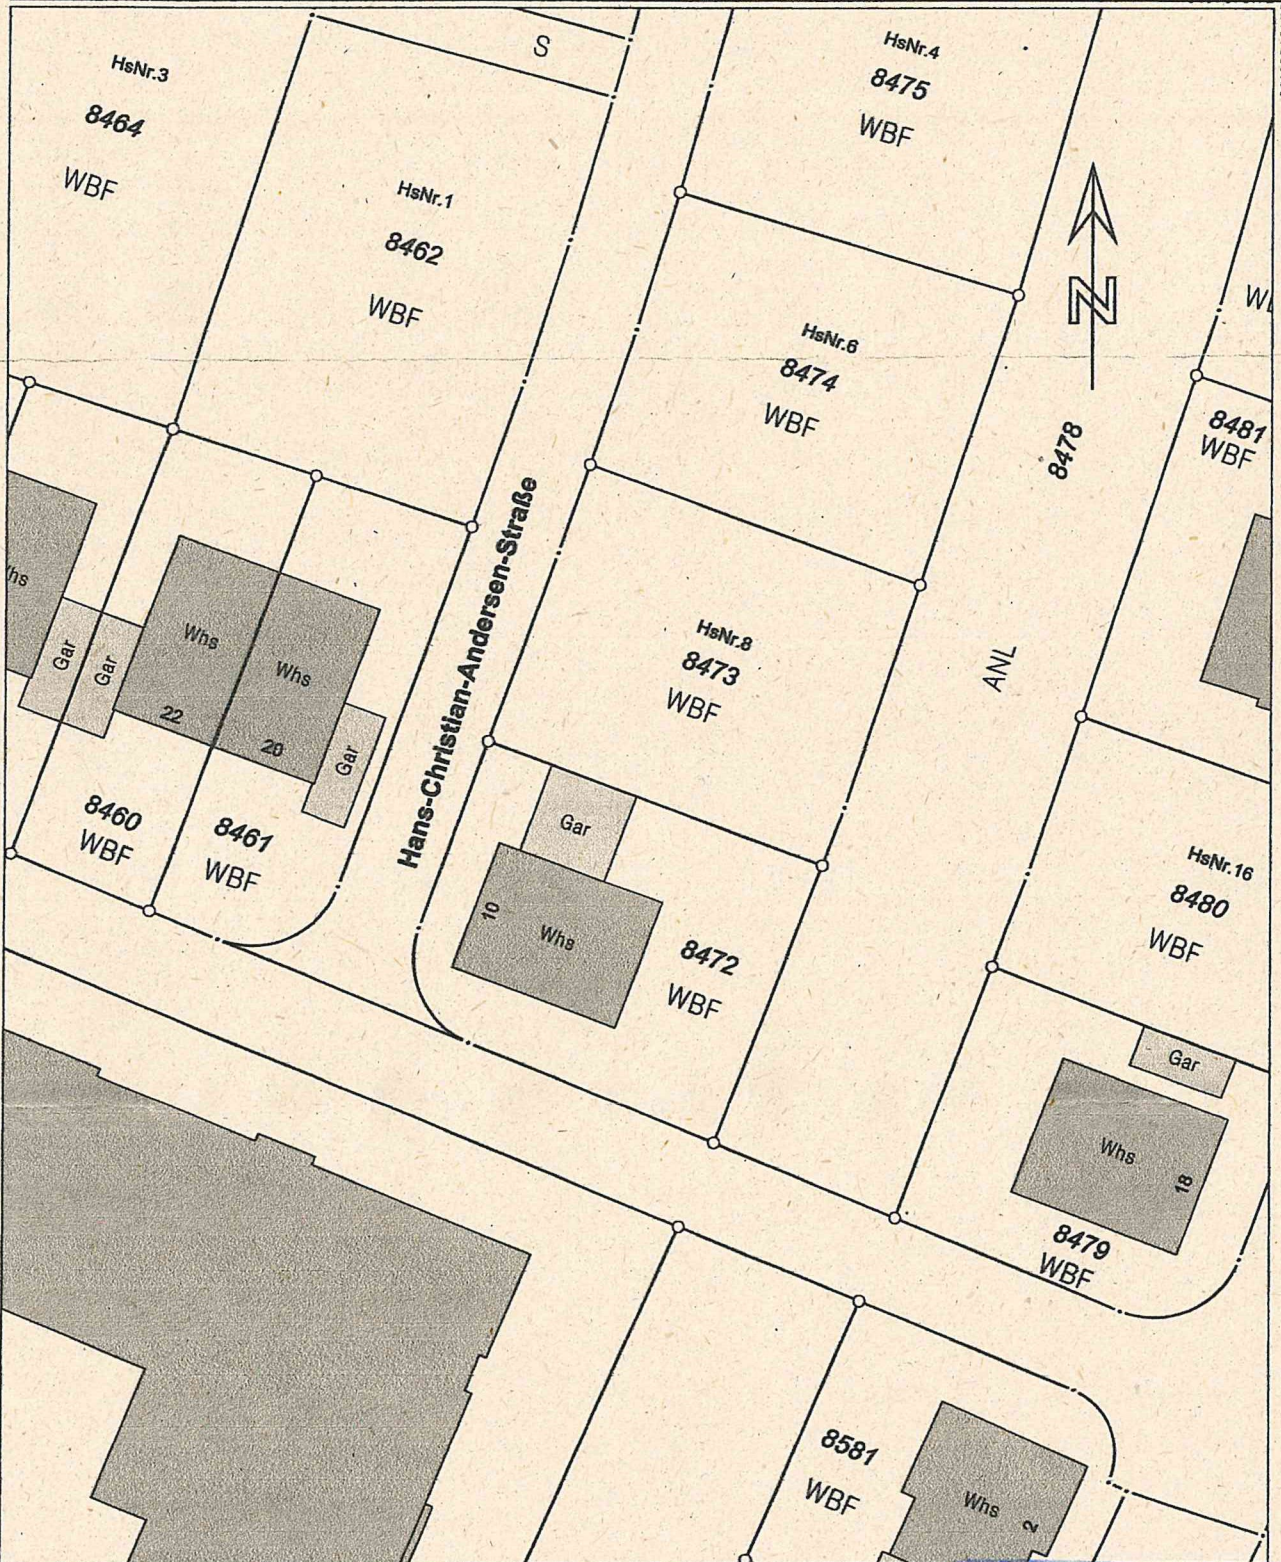 HsNr.3
8464
WBF
S
HsNr.4
8475
WBF
HsNr.1
8462
WBF
N
HsNr.6
8474
WBF
8478
8481
WBF
Hans-Christian-Andersen-Straße
HsNr.8
8473
WBF
ANL
Gar
Gar
Whs
Whs
22
20
Gar
8460
WBF
8461
WBF
Gar
10
Whs
8472
WBF
HsNr.16
8480
WBF
Gar
Whs
18
8479
WBF
8581
WBF
Whs
2